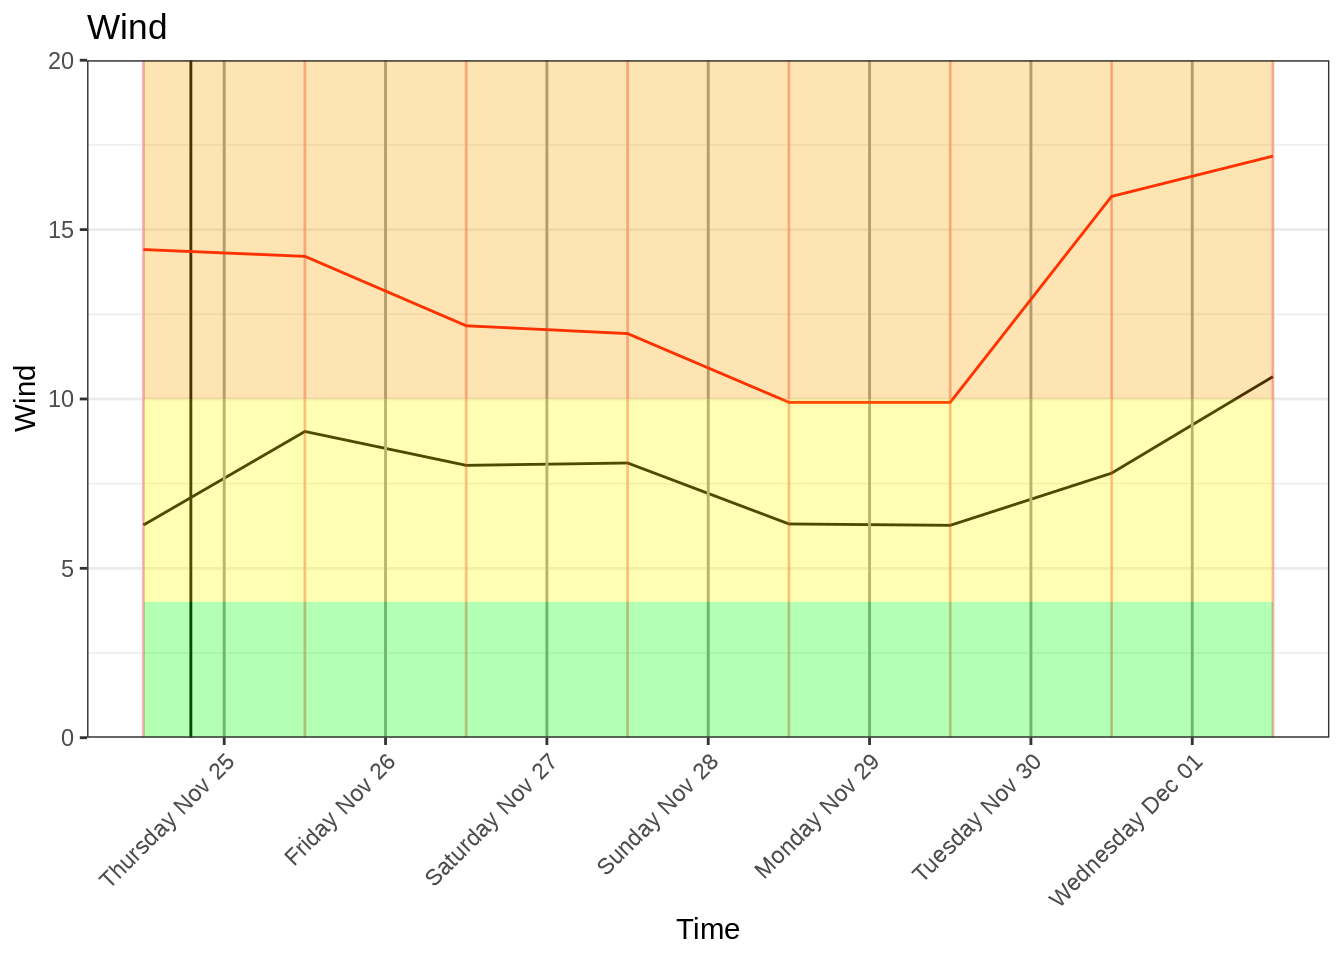 Wind
20
15
10
5
0
Wind
Thursday Nov 25
Friday Nov 26
Saturday Nov 27
Sunday Nov 28
Monday Nov 29
Tuesday Nov 30
Wednesday Dec 01
Time